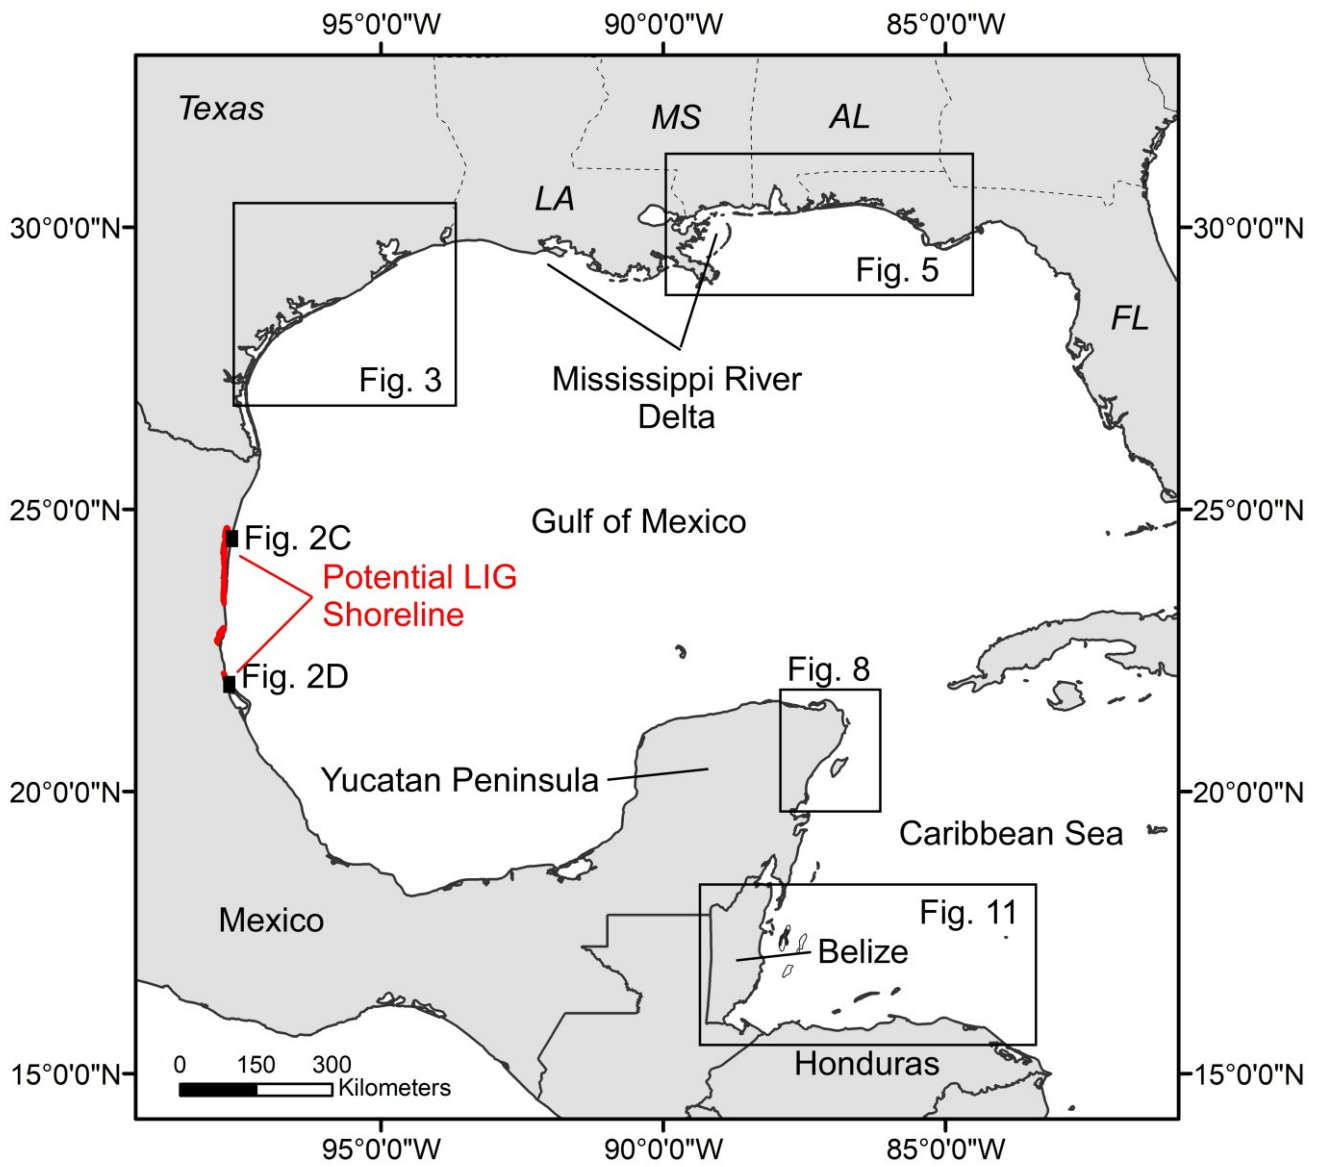 95°0'0"W 90°0'0"W 85°0'0"W
Texas
MS
AL
LA
30°0'0"N
30°0'0"N
Fig. 5
FL
Fig. 3
Mississippi River
Delta
25°0'0"N
25°0'0"N
Gulf of Mexico
Fig. 2C
Potential LIG
Shoreline
Fig. 2D
Fig. 8
Yucatan Peninsula
20°0'0"N
20°0'0"N
Caribbean Sea
Mexico
Fig. 11
Belize
Honduras
15°0'0"N
15°0'0"N
0 150 300
Kilometers
95°0'0"W 90°0'0"W 85°0'0"W